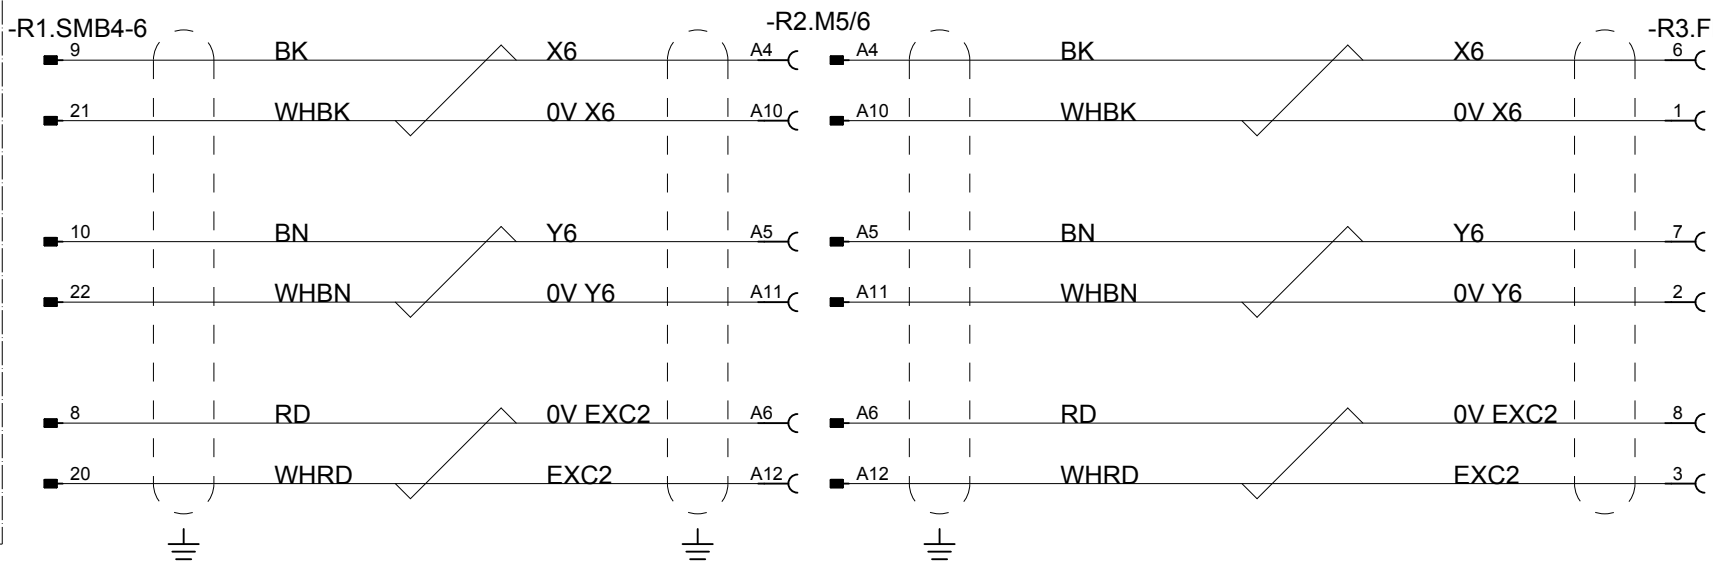 -R1.SMB4-6 -R2.M5/6 -R3.F
9 BK X6 A4 A4 BK X6 6
21 WHBK 0V X6 A10 A10 WHBK 0V X6 1
10 BN Y6 A5 A5 BN Y6 7
22 WHBN 0V Y6 A11 A11 WHBN 0V Y6 2
8 RD 0V EXC2 A6 A6 RD 0V EXC2 8
20 WHRD EXC2 A12 A12 WHRD EXC2 3